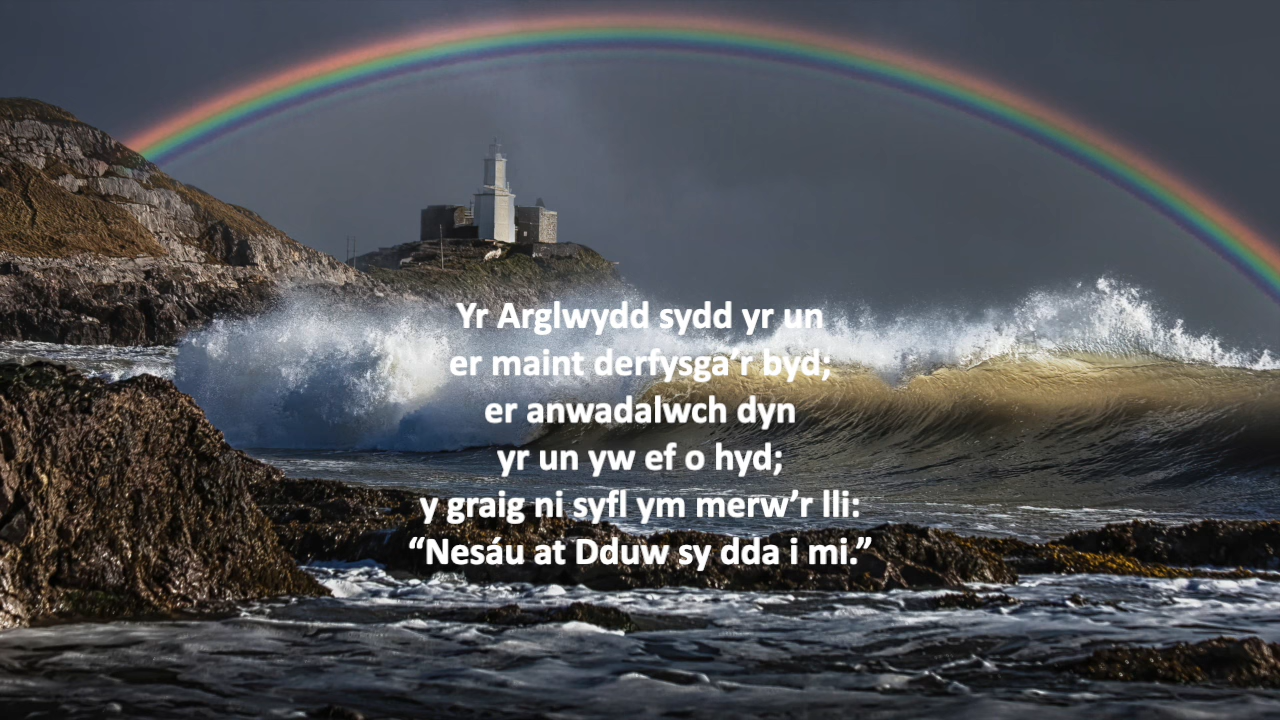 Yr Arglwydd sydd yr un
er maint derfysga’r byd;
er anwadalwch dyn
yr un yw ef o hyd;
y graig ni syfl ym merw’r lli:
“Nesáu at Dduw sy dda i mi.”